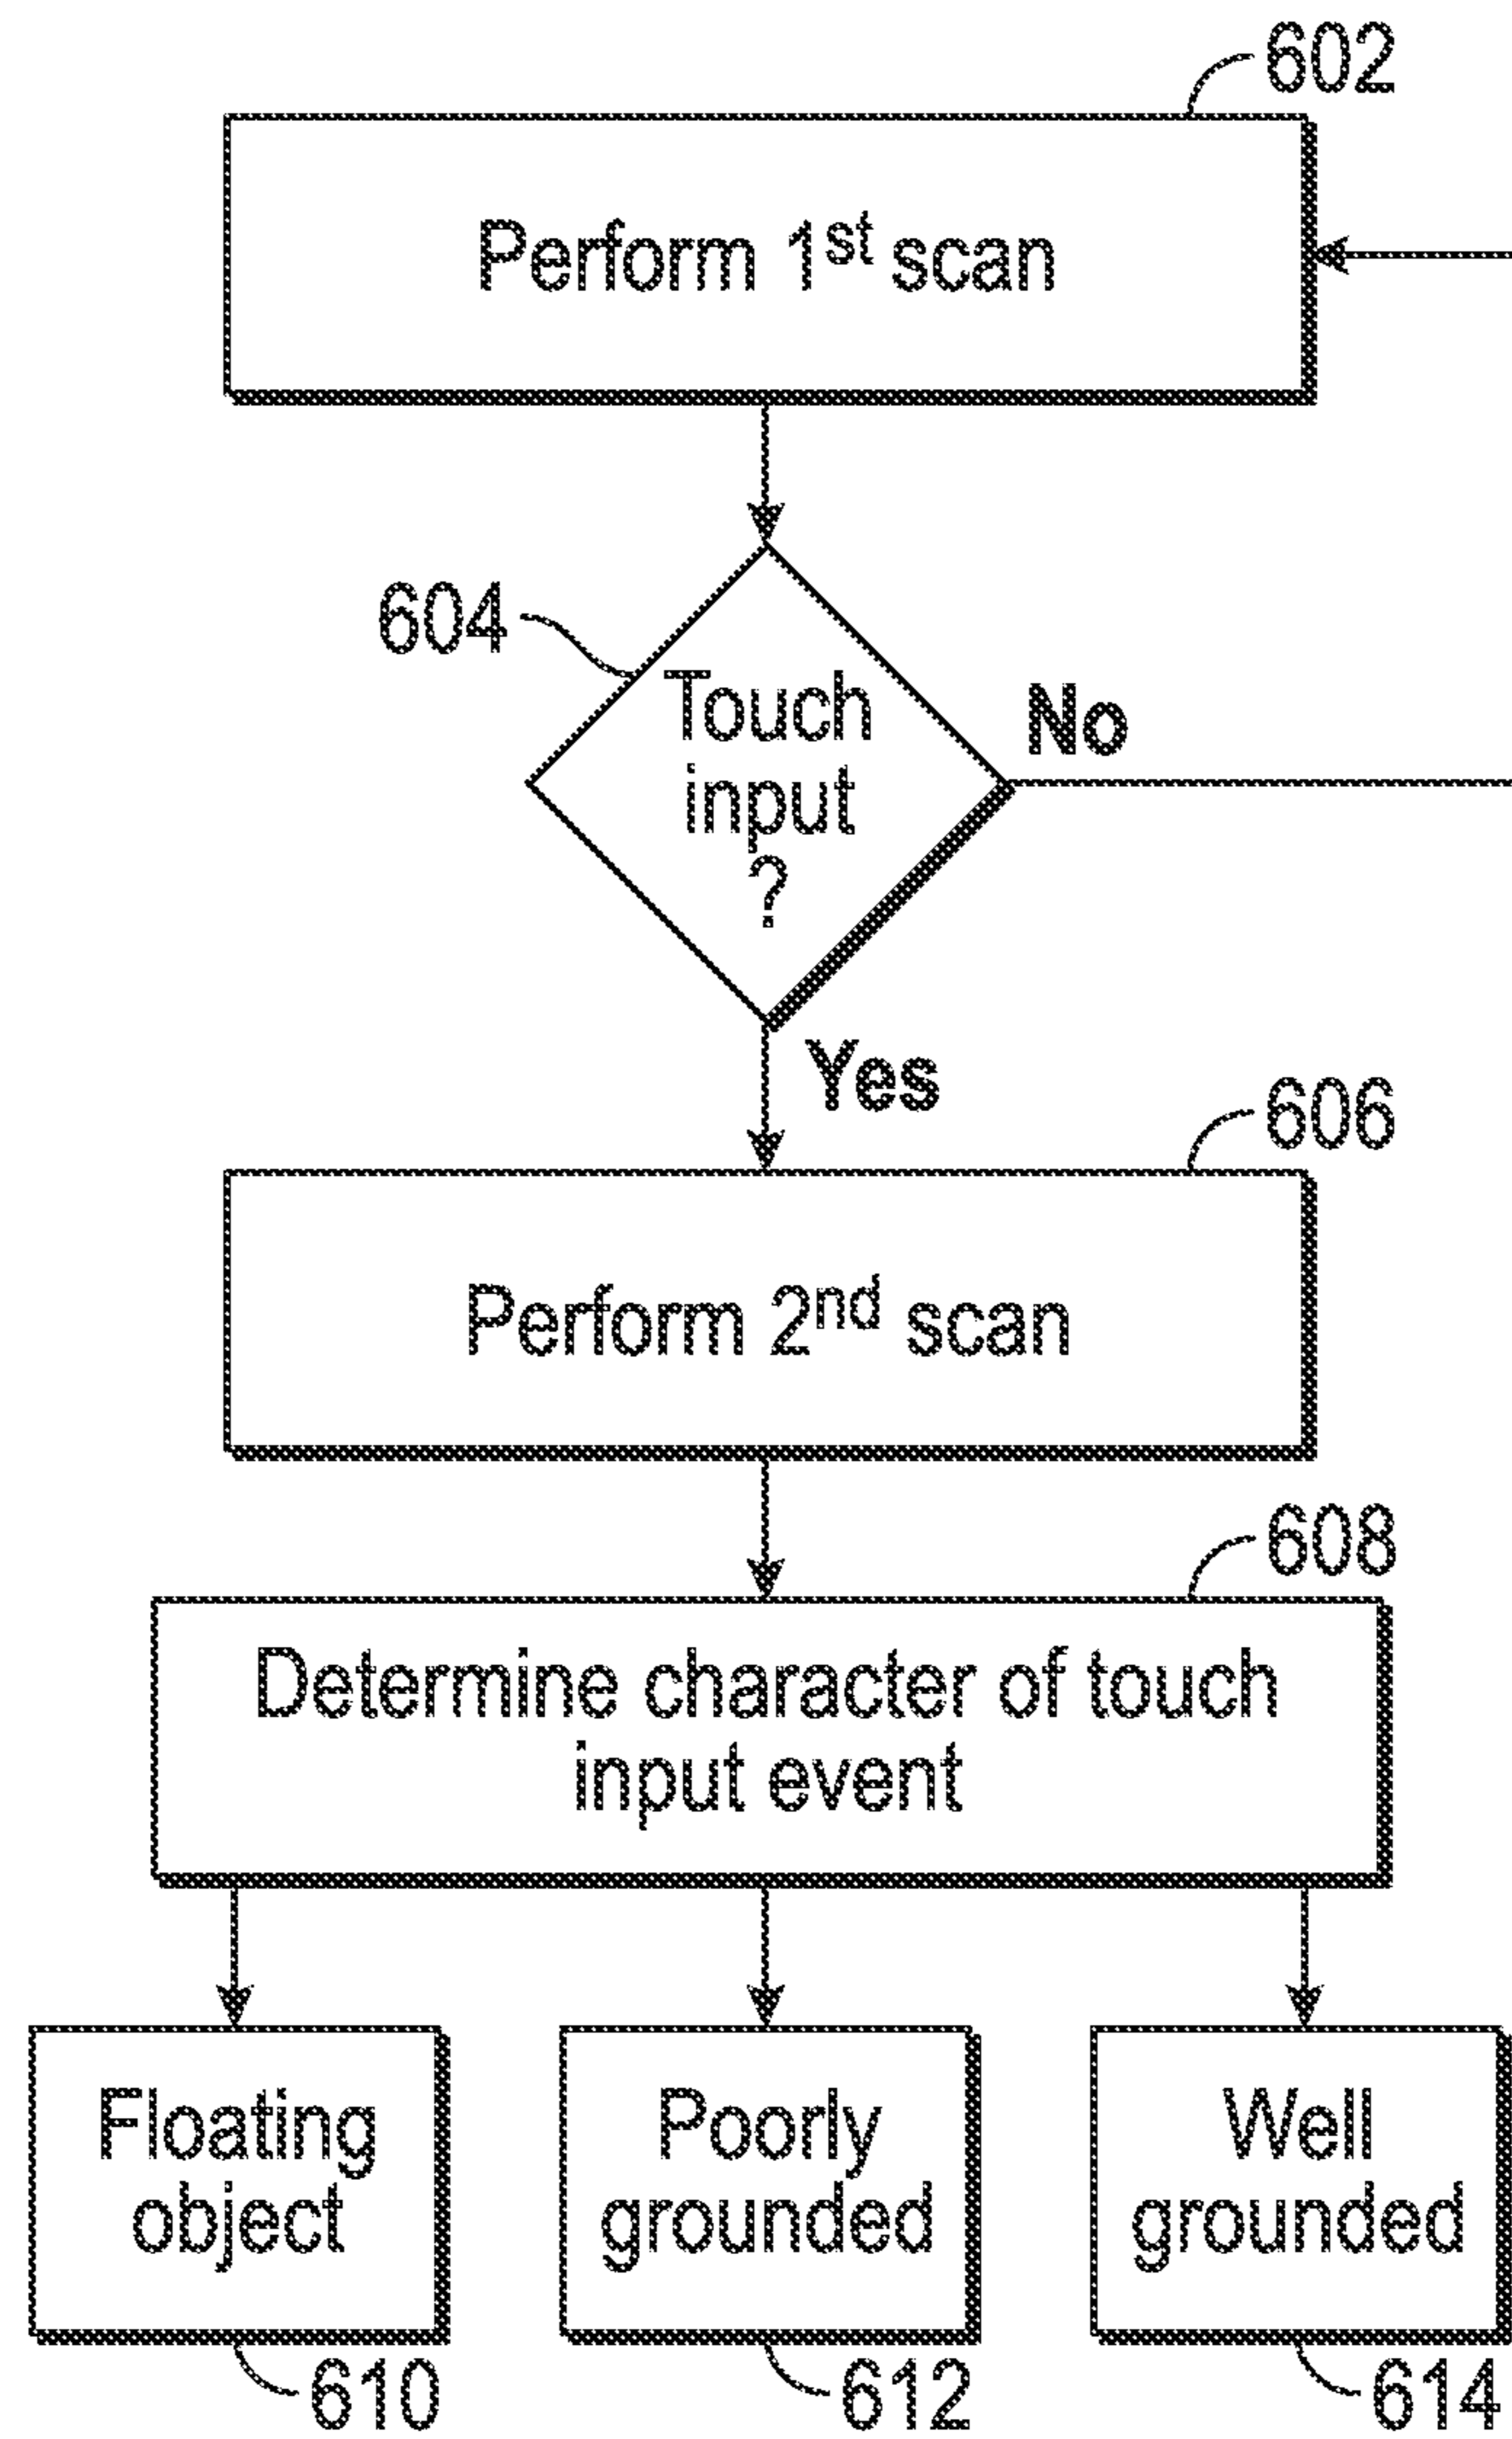 602
Perform 1st scan
604
Touch
input
?
No
Yes
606
Perform 2nd scan
608
Determine character of touch
input event
Floating
object
Poorly
grounded
Well
grounded
610
612
614